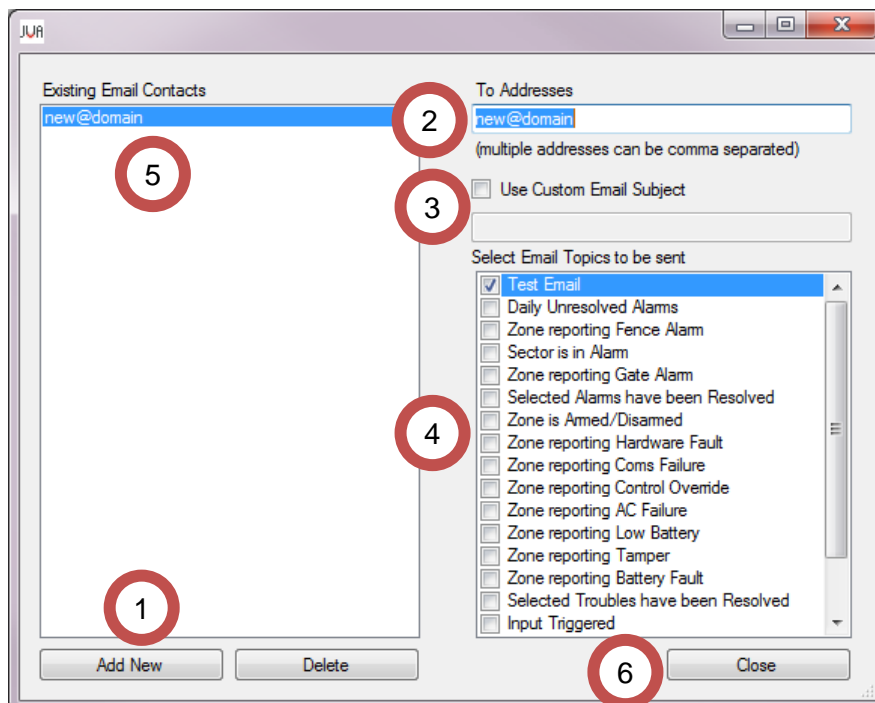 JVA
Existing Email Contacts
new@domain
5
1
Add New
Delete
To Addresses
2
new@domain
(multiple addresses can be comma separated)
3
Use Custom Email Subject
Select Email Topics to be sent
Test Email
Daily Unresolved Alarms
Zone reporting Fence Alarm
Sector is in Alarm
Zone reporting Gate Alarm
Selected Alarms have been Resolved
4
Zone is Armed/Disarmed
Zone reporting Hardware Fault
Zone reporting Coms Failure
Zone reporting Control Override
Zone reporting AC Failure
Zone reporting Low Battery
Zone reporting Tamper
Zone reporting Battery Fault
Selected Troubles have been Resolved
Input Triggered
6
Close